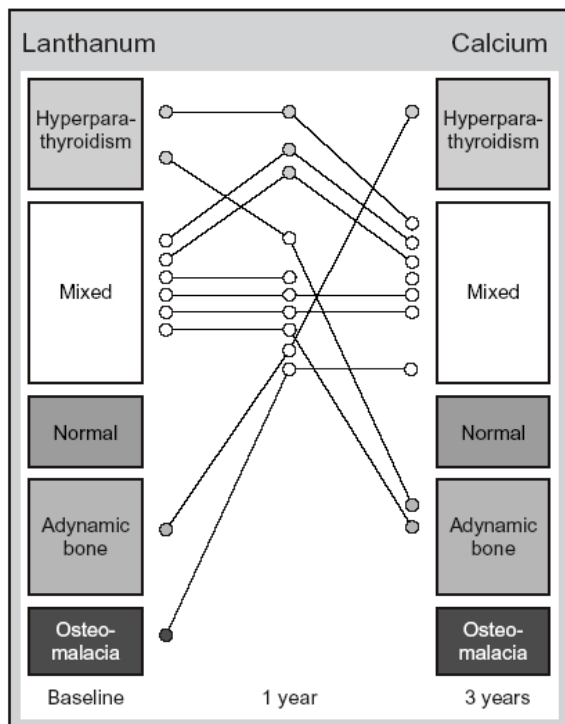 Lanthanum
Calcium
Hyperpara-
thyroidism
Hyperpara-
thyroidism
Mixed
Mixed
Normal
Normal
Adynamic
bone
Adynamic
bone
Osteo-
malacia
Osteo-
malacia
Baseline
1 year
3 years